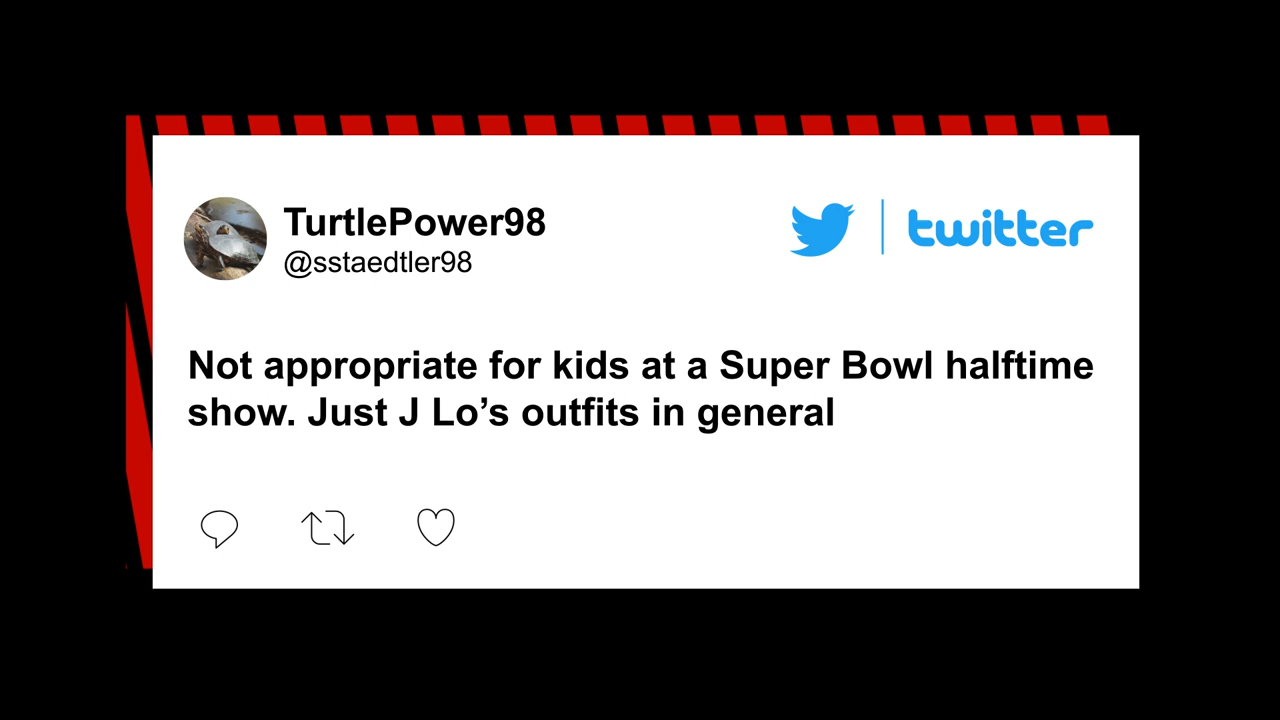 TurtlePower98
@sstaedtler98
twitter
Not appropriate for kids at a Super Bowl halftime
show. Just J Lo’s outfits in general